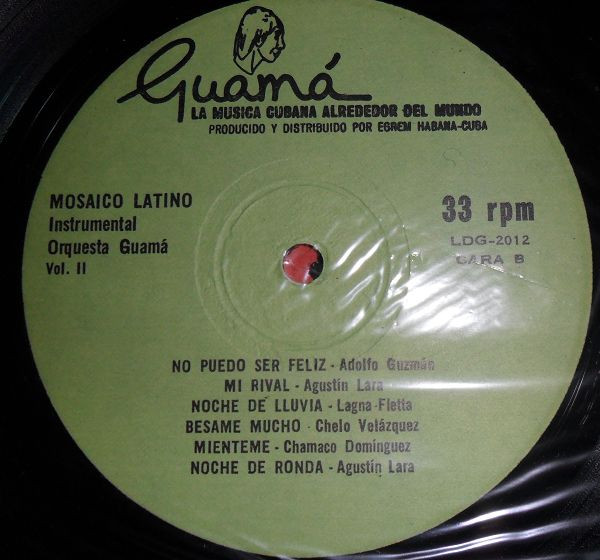 Guamá
LA MUSICA CUBANA ALREDEDOR DEL MUNDO
PRODUCIDO Y DISTRIBUIDO POR EGREM HABANA-CUBA
MOSAICO LATINO
Instrumental
Orquesta Guamá
Vol. II
33 rpm
LDG-2012
CARA B
NO PUEDO SER FELIZ - Adolfo Guzmán
MI RIVAL - Agustín Lara
NOCHE DE LLUVIA - Lagna-Fletta
BESAME MUCHO - Chelo Velázquez
MIENTEME - Chamaco Domínguez
NOCHE DE RONDA - Agustín Lara